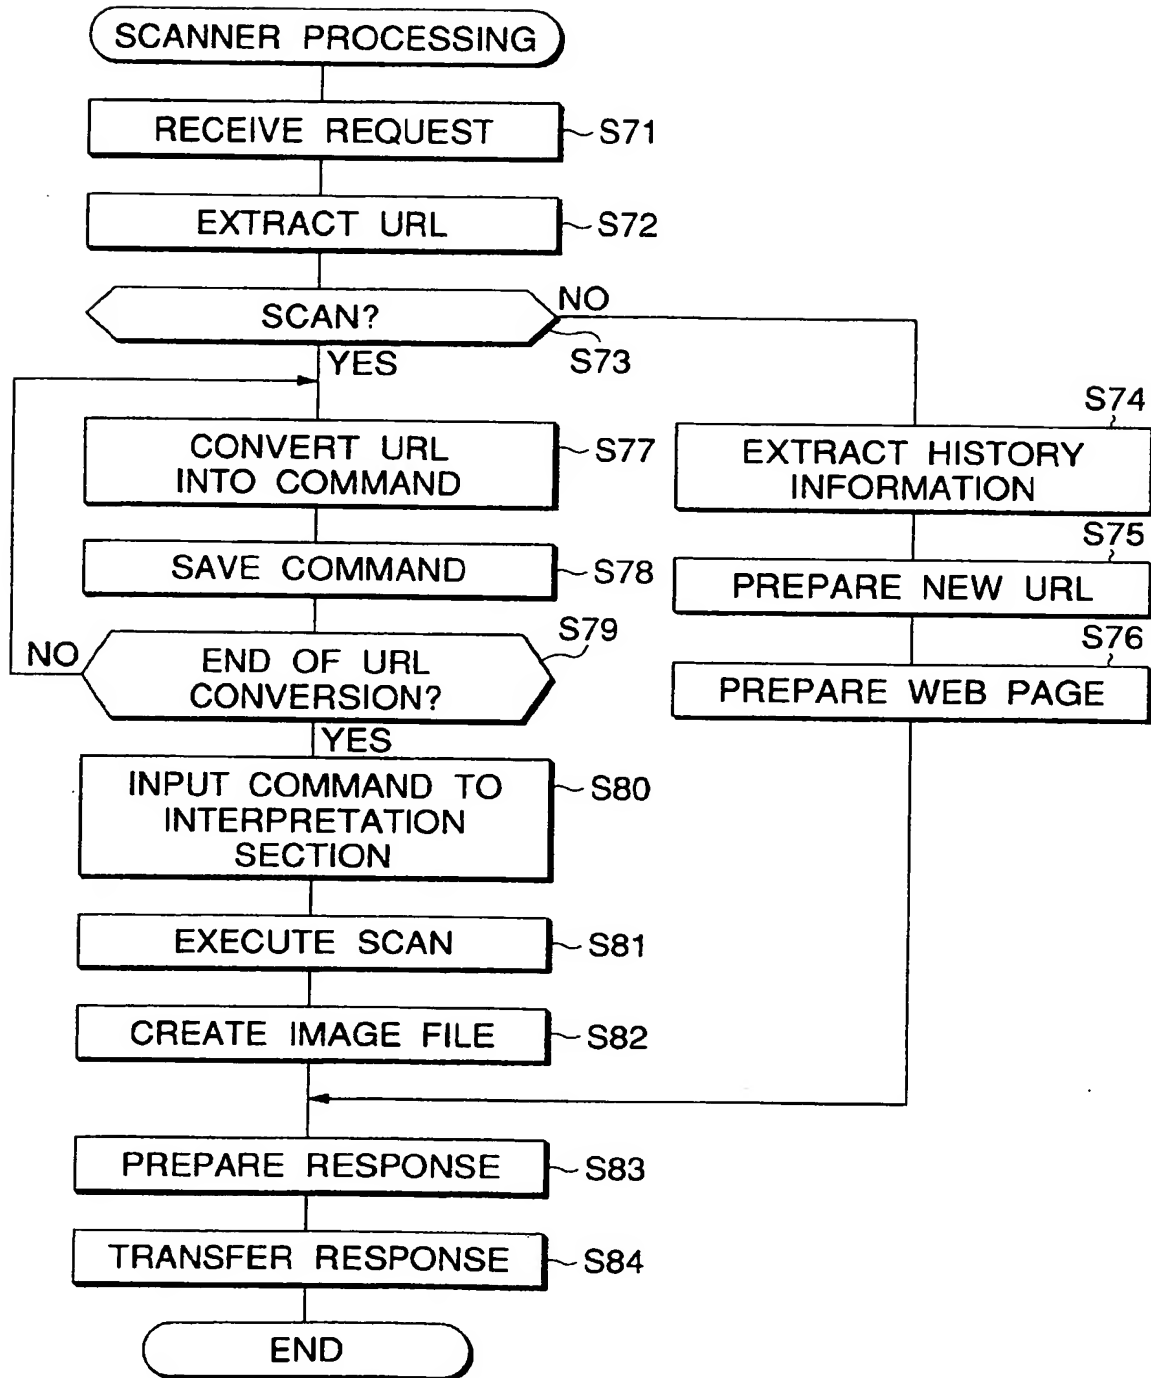 SCANNER PROCESSING
RECEIVE REQUEST
S71
EXTRACT URL
S72
SCAN?
NO
S73
YES
CONVERT URL
INTO COMMAND
S77
SAVE COMMAND
S78
END OF URL
CONVERSION?
S79
NO
YES
INPUT COMMAND TO
INTERPRETATION
SECTION
S80
EXECUTE SCAN
S81
CREATE IMAGE FILE
S82
S74
EXTRACT HISTORY
INFORMATION
S75
PREPARE NEW URL
S76
PREPARE WEB PAGE
PREPARE RESPONSE
S83
TRANSFER RESPONSE
S84
END